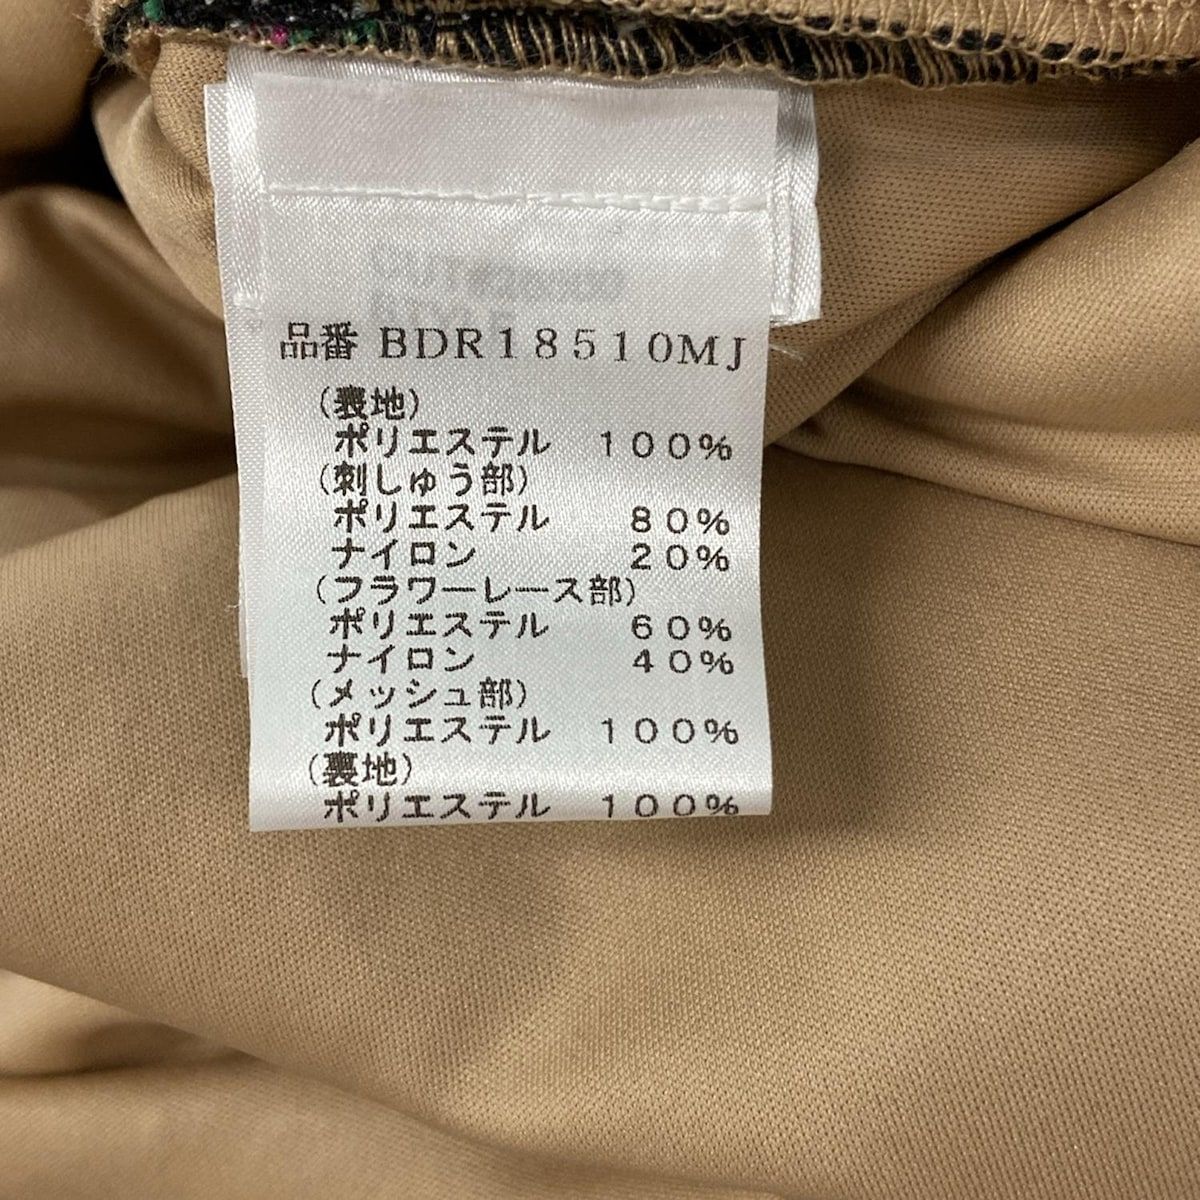 品番 BDR18510MJ
(表地)
ポリエステル 100%
(刺しゅう部)
ポリエステル 80%
ナイロン 20%
(フラワーレース部)
ポリエステル 60%
ナイロン 40%
(メッシュ部)
ポリエステル 100%
(裏地)
ポリエステル 100%